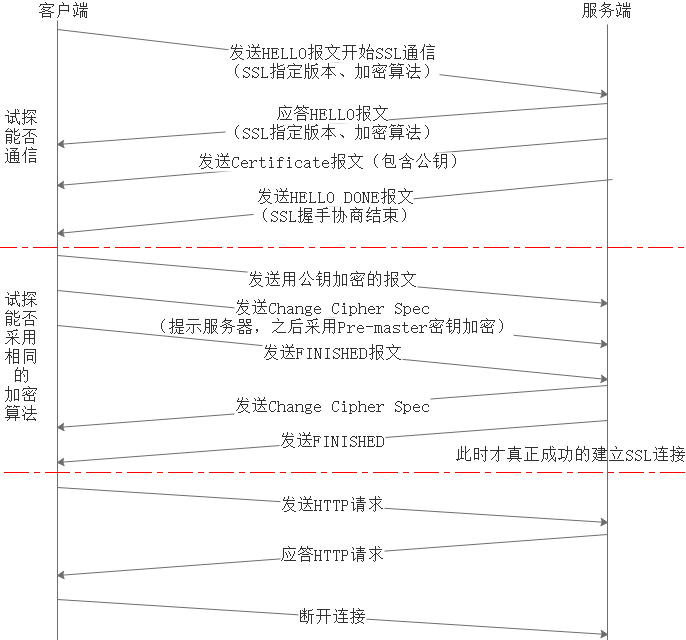 客户端
服务端
发送HELLO报文开始SSL通信
(SSL指定版本、加密算法)
应答HELLO报文
(SSL指定版本、加密算法)
试探
能否
通信
发送Certificate报文(包含公钥)
发送HELLO DONE报文
(SSL握手协商结束)
发送用公钥加密的报文
试探
能否
采用
相同
的
加密
算法
发送Change Cipher Spec
(提示服务器，之后采用Pre-master密钥加密)
发送FINISHED报文
发送Change Cipher Spec
发送FINISHED
此时才真正成功的建立SSL连接
发送HTTP请求
应答HTTP请求
断开连接